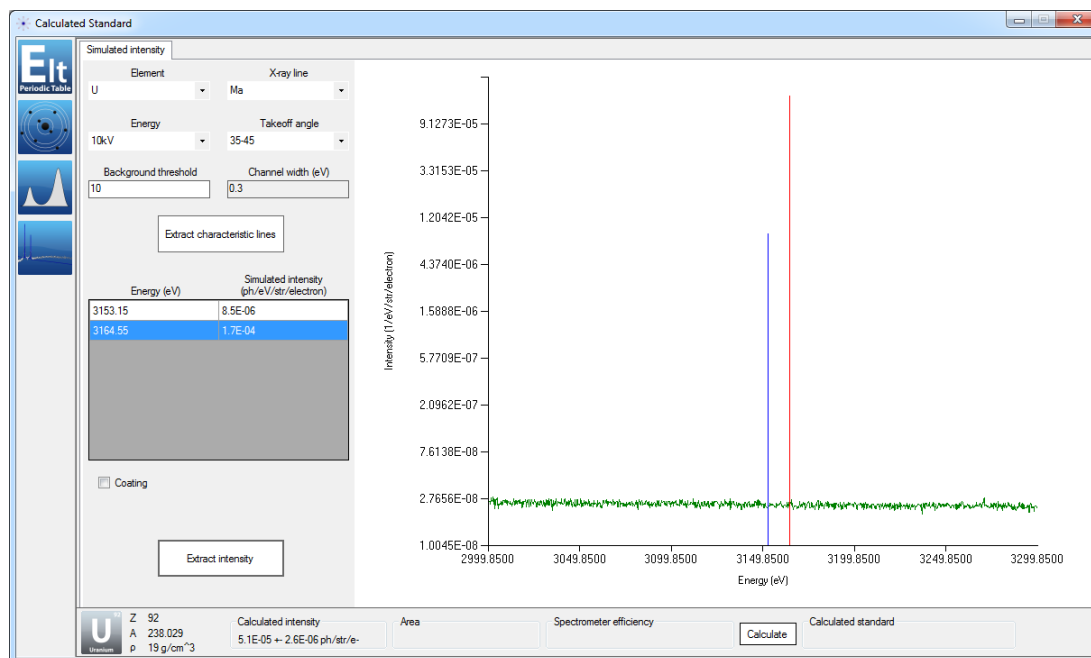 Calculated Standard
Elt
Periodic Table
Simulated intensity
Element
X-ray line
U
Ma
Energy
Takeoff angle
10kV
35-45
Background threshold
Channel width (eV)
10
0.3
Extract characteristic lines
Energy (eV)
Simulated intensity
(ph/eV/str/electron)
3153.15
8.5E-06
3164.55
1.7E-04
Coating
Extract intensity
Intensity (1/eV/str/electron)
9.1273E-05
3.3153E-05
1.2042E-05
4.3740E-06
1.5888E-06
5.7709E-07
2.0962E-07
7.6138E-08
2.7656E-08
1.0045E-08
2999.8500
3049.8500
3099.8500
3149.8500
3199.8500
3249.8500
3299.8500
Energy (eV)
U
Uranium
Z 92
A 238.029
ρ 19 g/cm^3
Calculated intensity
5.1E-05 +- 2.6E-06 ph/str/e-
Area
Spectrometer efficiency
Calculate
Calculated standard